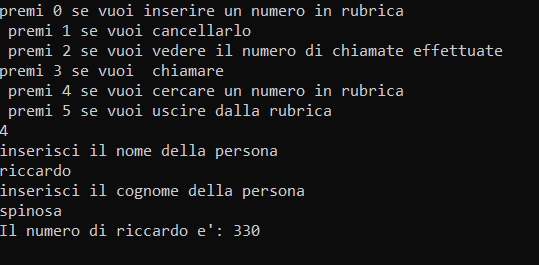 premi 0 se vuoi inserire un numero in rubrica
premi 1 se vuoi cancellarlo
premi 2 se vuoi vedere il numero di chiamate effettuate
premi 3 se vuoi  chiamare
premi 4 se vuoi cercare un numero in rubrica
premi 5 se vuoi uscire dalla rubrica
4
inserisci il nome della persona
riccardo
inserisci il cognome della persona
spinosa
Il numero di riccardo e': 330